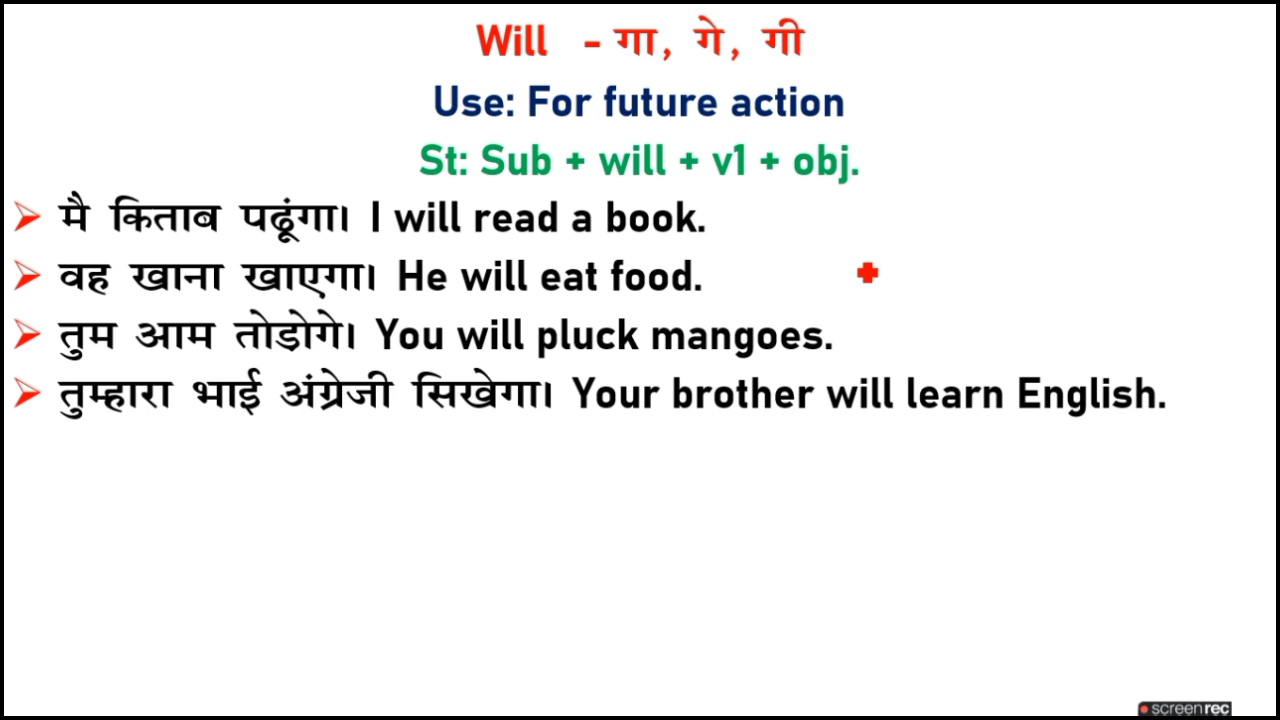 Will - गा, गे, गी
Use: For future action
St: Sub + will + v1 + obj.
➢ मै किताब पढूंगा। I will read a book.
➢ वह खाना खाएगा। He will eat food.
➢ तुम आम तोडोगे। You will pluck mangoes.
➢ तुम्हारा भाई अंग्रेजी सिखेगा। Your brother will learn English.
screenrec